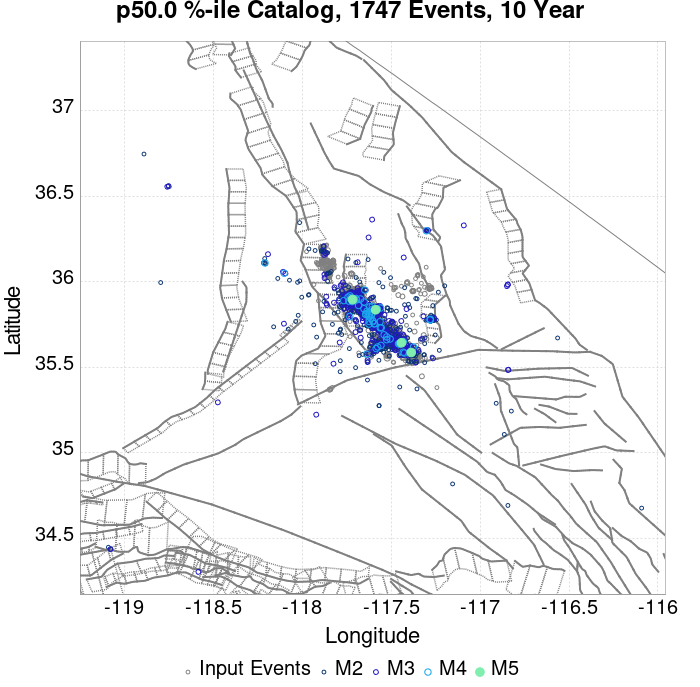 p50.0 %-ile Catalog, 1747 Events, 10 Year
37
36.5
36
35.5
35
34.5
Latitude
-119
-118.5
-118
-117.5
-117
-116.5
-116
Longitude
Input Events
M2
M3
M4
M5